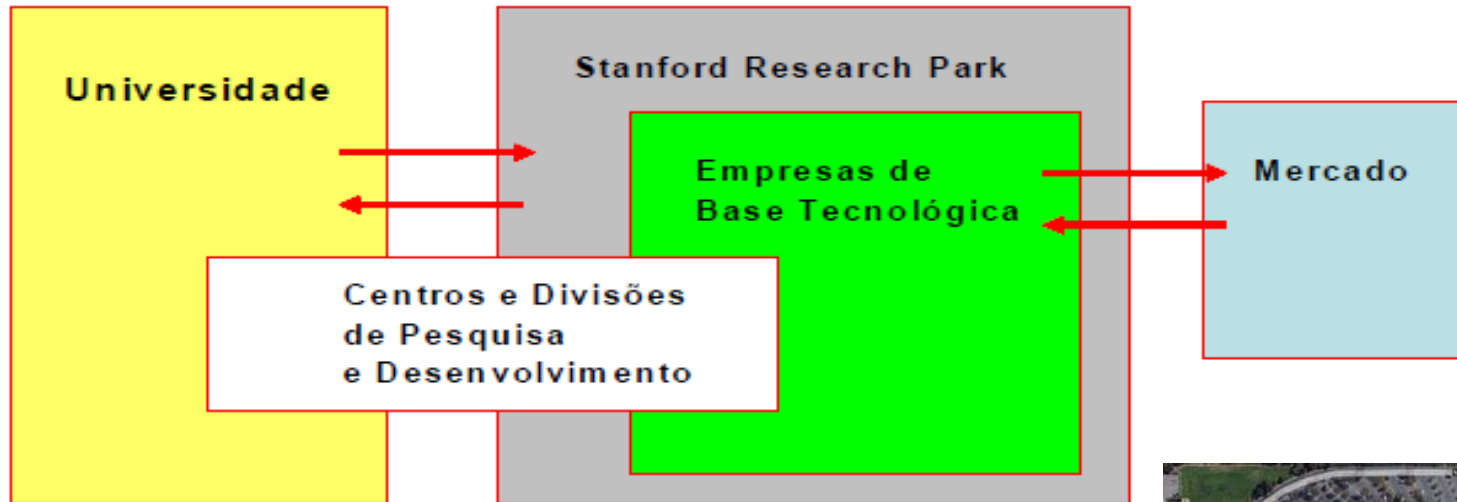 Universidade
Stanford Research Park
Empresas de
Base Tecnológica
Mercado
Centros e Divisões
de Pesquisa
e Desenvolvimento